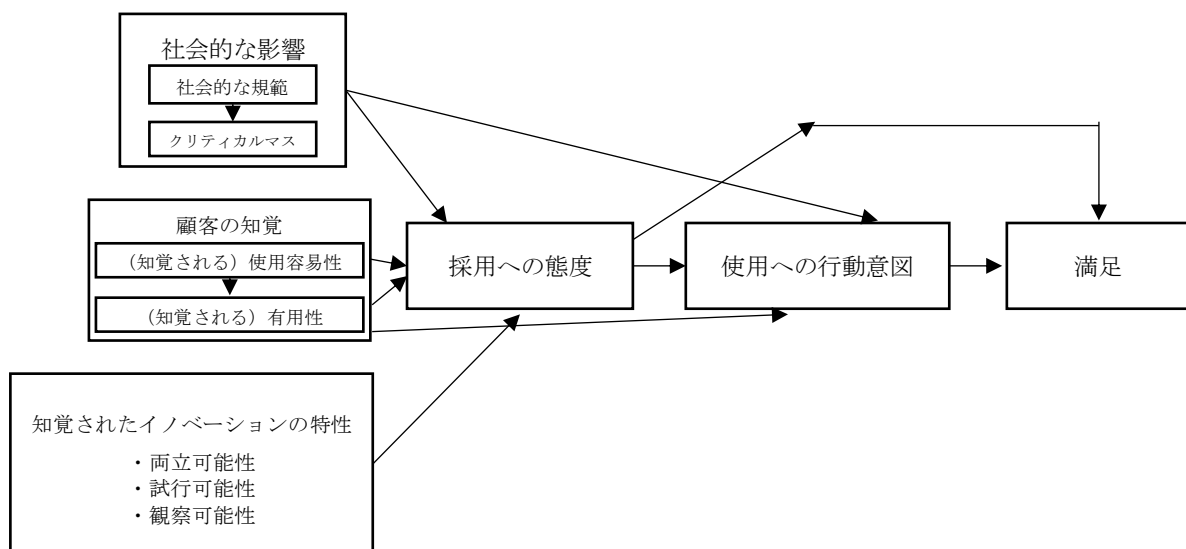 社会的な影響
社会的な規範
クリティカルマス
顧客の知覚
（知覚される）使用容易性
（知覚される）有用性
採用への態度
使用への行動意図
満足
知覚されたイノベーションの特性
・両立可能性
・試行可能性
・観察可能性